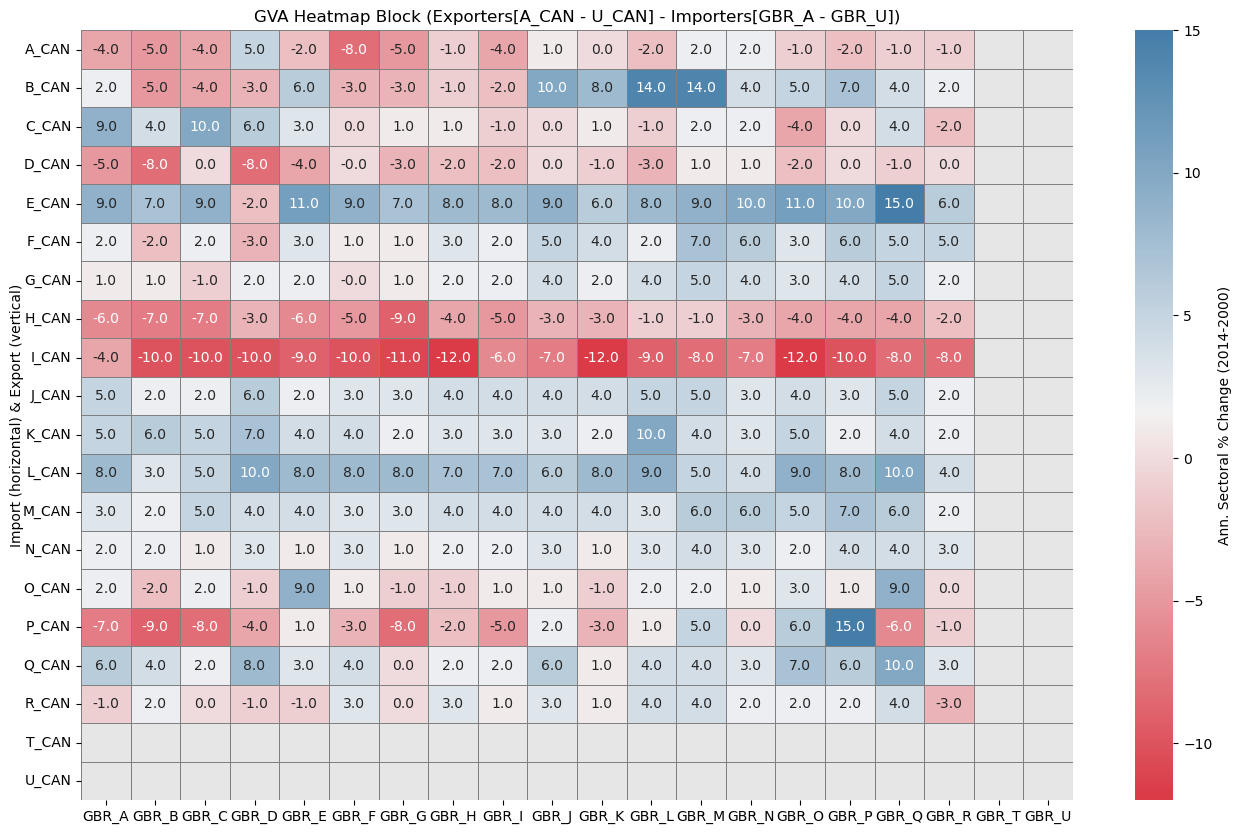 GVA Heatmap Block (Exporters[A_CAN - U_CAN] - Importers[GBR_A - GBR_U])
Import (horizontal) & Export (vertical)
A_CAN -4.0 -5.0 -4.0 5.0 -2.0 -8.0 -5.0 -1.0 -4.0 1.0 0.0 -2.0 2.0 2.0 -1.0 -2.0 -1.0 -1.0
B_CAN 2.0 -5.0 -4.0 -3.0 6.0 -3.0 -3.0 -1.0 -2.0 10.0 8.0 14.0 14.0 4.0 5.0 7.0 4.0 2.0
C_CAN 9.0 4.0 10.0 6.0 3.0 0.0 1.0 1.0 -1.0 0.0 1.0 -1.0 2.0 2.0 -4.0 0.0 4.0 -2.0
D_CAN -5.0 -8.0 0.0 -8.0 -4.0 -0.0 -3.0 -2.0 -2.0 0.0 -1.0 -3.0 1.0 1.0 -2.0 0.0 -1.0 0.0
E_CAN 9.0 7.0 9.0 -2.0 11.0 9.0 7.0 8.0 8.0 9.0 6.0 8.0 9.0 10.0 11.0 10.0 15.0 6.0
F_CAN 2.0 -2.0 2.0 -3.0 3.0 1.0 1.0 3.0 2.0 5.0 4.0 2.0 7.0 6.0 3.0 6.0 5.0 5.0
G_CAN 1.0 1.0 -1.0 2.0 2.0 -0.0 1.0 2.0 2.0 4.0 2.0 4.0 5.0 4.0 3.0 4.0 5.0 2.0
H_CAN -6.0 -7.0 -7.0 -3.0 -6.0 -5.0 -9.0 -4.0 -5.0 -3.0 -3.0 -1.0 -1.0 -3.0 -4.0 -4.0 -4.0 -2.0
I_CAN -4.0 -10.0 -10.0 -10.0 -9.0 -10.0 -11.0 -12.0 -6.0 -7.0 -12.0 -9.0 -8.0 -7.0 -12.0 -10.0 -8.0 -8.0
J_CAN 5.0 2.0 2.0 6.0 2.0 3.0 3.0 4.0 4.0 4.0 4.0 5.0 5.0 3.0 4.0 3.0 5.0 2.0
K_CAN 5.0 6.0 5.0 7.0 4.0 4.0 2.0 3.0 3.0 3.0 2.0 10.0 4.0 3.0 5.0 2.0 4.0 2.0
L_CAN 8.0 3.0 5.0 10.0 8.0 8.0 8.0 7.0 7.0 6.0 8.0 9.0 5.0 4.0 9.0 8.0 10.0 4.0
M_CAN 3.0 2.0 5.0 4.0 4.0 3.0 3.0 4.0 4.0 4.0 4.0 3.0 6.0 6.0 5.0 7.0 6.0 2.0
N_CAN 2.0 2.0 1.0 3.0 1.0 3.0 1.0 2.0 2.0 3.0 1.0 3.0 4.0 3.0 2.0 4.0 4.0 3.0
O_CAN 2.0 -2.0 2.0 -1.0 9.0 1.0 -1.0 -1.0 1.0 1.0 -1.0 2.0 2.0 1.0 3.0 1.0 9.0 0.0
P_CAN -7.0 -9.0 -8.0 -4.0 1.0 -3.0 -8.0 -2.0 -5.0 2.0 -3.0 1.0 5.0 0.0 6.0 15.0 -6.0 -1.0
Q_CAN 6.0 4.0 2.0 8.0 3.0 4.0 0.0 2.0 2.0 6.0 1.0 4.0 4.0 3.0 7.0 6.0 10.0 3.0
R_CAN -1.0 2.0 0.0 -1.0 -1.0 3.0 0.0 3.0 1.0 3.0 1.0 4.0 4.0 2.0 2.0 2.0 4.0 -3.0
T_CAN
U_CAN
GBR_A GBR_B GBR_C GBR_D GBR_E GBR_F GBR_G GBR_H GBR_I GBR_J GBR_K GBR_L GBR_M GBR_N GBR_O GBR_P GBR_Q GBR_R GBR_T GBR_U
15
10
5
0
−5
−10
Ann. Sectoral % Change (2014-2000)